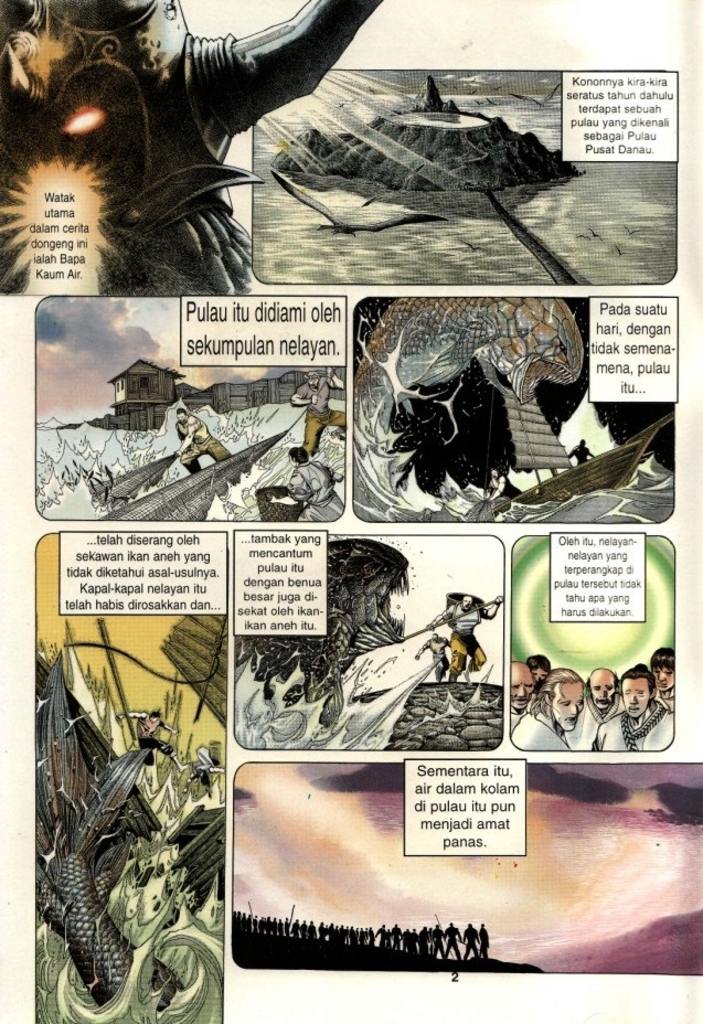 Watak
utama
dalam cerita
dongeng ini
ialah Bapa
Kaum Air.
Kononnya kira-kira
seratus tahun dahulu
terdapat sebuah
pulau yang dikenali
sebagai Pulau
Pusat Danau.
Pulau itu didiami oleh
sekumpulan nelayan.
Pada suatu
hari, dengan
tidak semena-
mena, pulau
itu...
...telah diserang oleh
sekawan ikan aneh yang
tidak diketahui asal-usulnya.
Kapal-kapal nelayan itu
telah habis dirosakkan dan...
...tambak yang
mencantum
pulau itu
dengan benua
besar juga di-
sekat oleh ikan-
ikan aneh itu.
Oleh itu, nelayan-
nelayan yang
terperangkap di
pulau tersebut tidak
tahu apa yang
harus dilakukan.
Sementara itu,
air dalam kolam
di pulau itu pun
menjadi amat
panas.
2